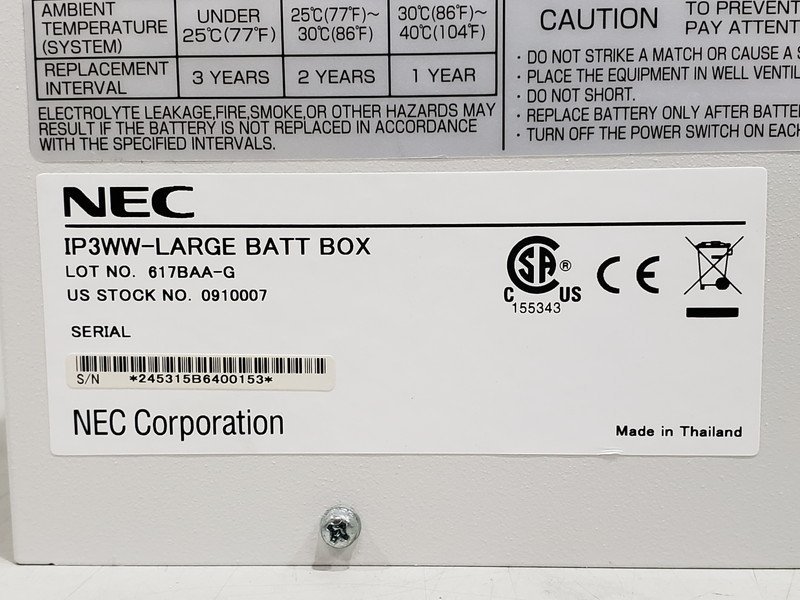 AMBIENT TEMPERATURE (SYSTEM) UNDER 25℃(77℉) 25℃(77℉)~ 30℃(86℉) 30℃(86℉)~ 40℃(104℉)
REPLACEMENT INTERVAL 3 YEARS 2 YEARS 1 YEAR
ELECTROLYTE LEAKAGE,FIRE,SMOKE,OR OTHER HAZARDS MAY
RESULT IF THE BATTERY IS NOT REPLACED IN ACCORDANCE
WITH THE SPECIFIED INTERVALS.
CAUTION
TO PREVENT
PAY ATTENT
· DO NOT STRIKE A MATCH OR CAUSE A S
· PLACE THE EQUIPMENT IN WELL VENTIL
· DO NOT SHORT.
· REPLACE BATTERY ONLY AFTER BATTE
· TURN OFF THE POWER SWITCH ON EACH
NEC
IP3WW-LARGE BATT BOX
LOT NO. 617BAA-G
US STOCK NO. 0910007
SERIAL
S/N *245315B6400153*
NEC Corporation
CSA ®
C US
155343
CE
Made in Thailand